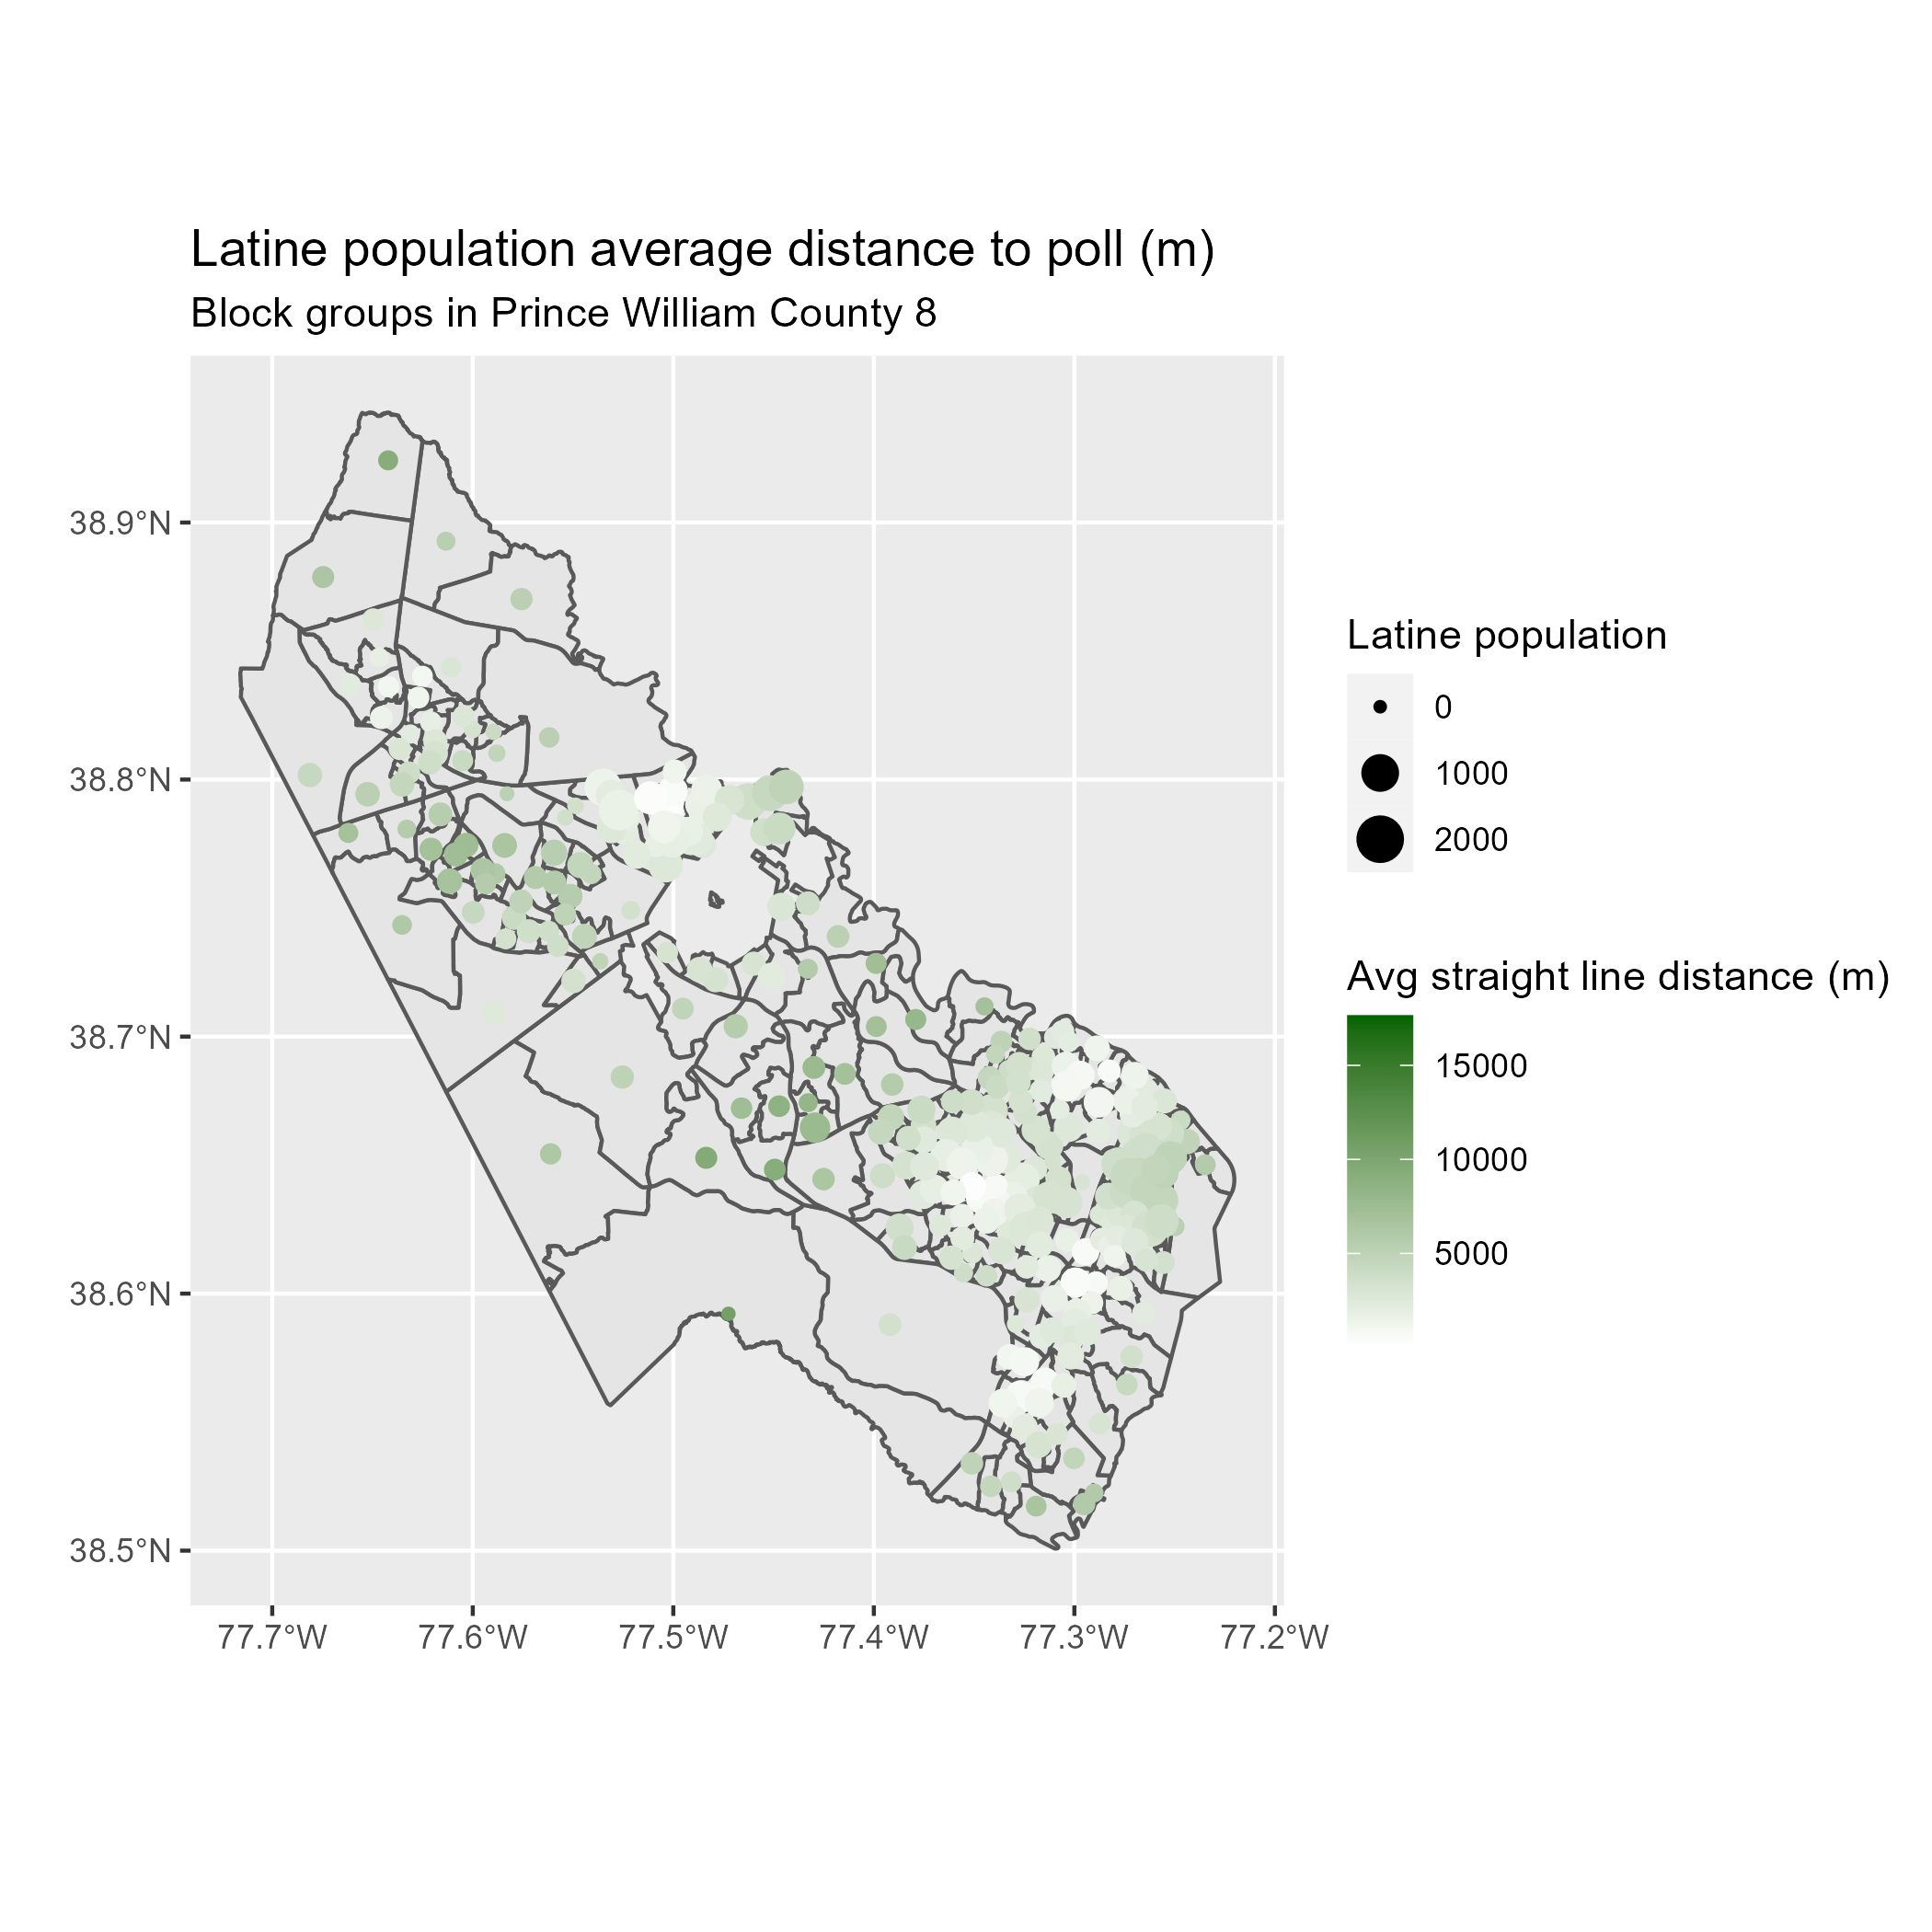 Latine population average distance to poll (m)
Block groups in Prince William County 8
38.9°N
38.8°N
38.7°N
38.6°N
38.5°N
77.7°W
77.6°W
77.5°W
77.4°W
77.3°W
77.2°W
Latine population
0
1000
2000
Avg straight line distance (m)
15000
10000
5000